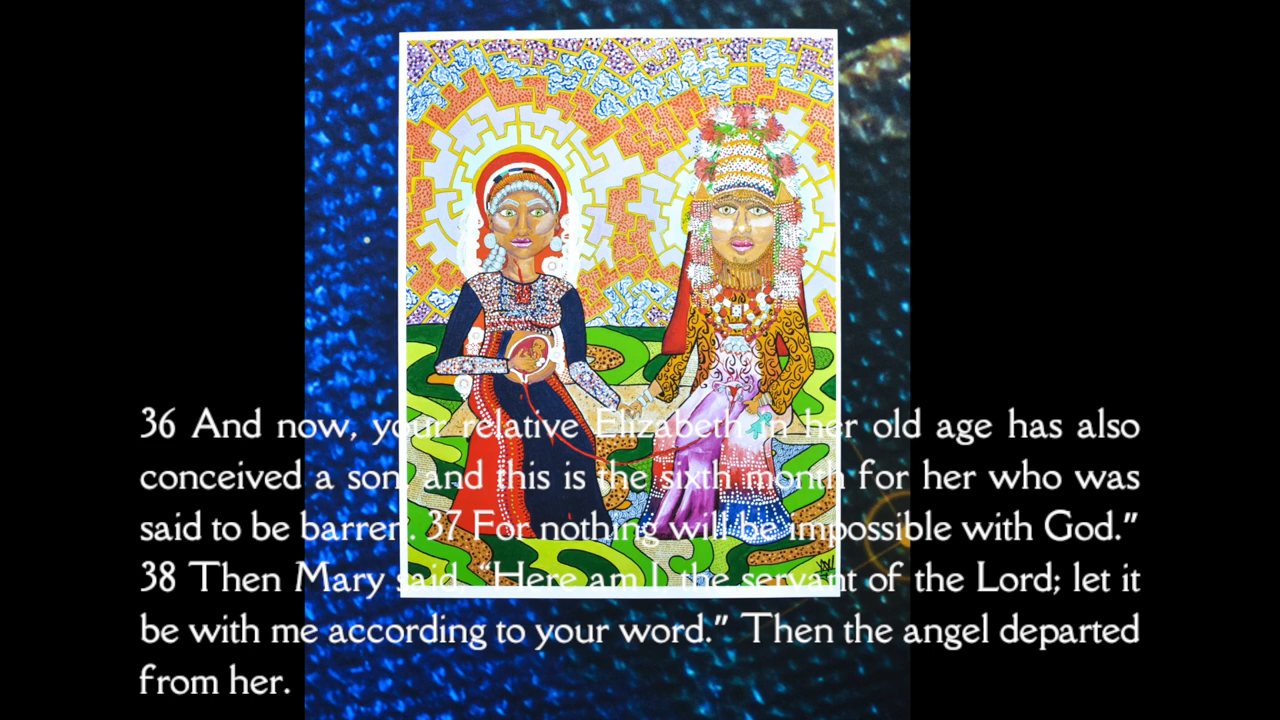 36 And now, your relative Elizabeth in her old age has also
conceived a son, and this is the sixth month for her who was
said to be barren. 37 For nothing will be impossible with God.”
38 Then Mary said, “Here am I, the servant of the Lord; let it
be with me according to your word.” Then the angel departed
from her.